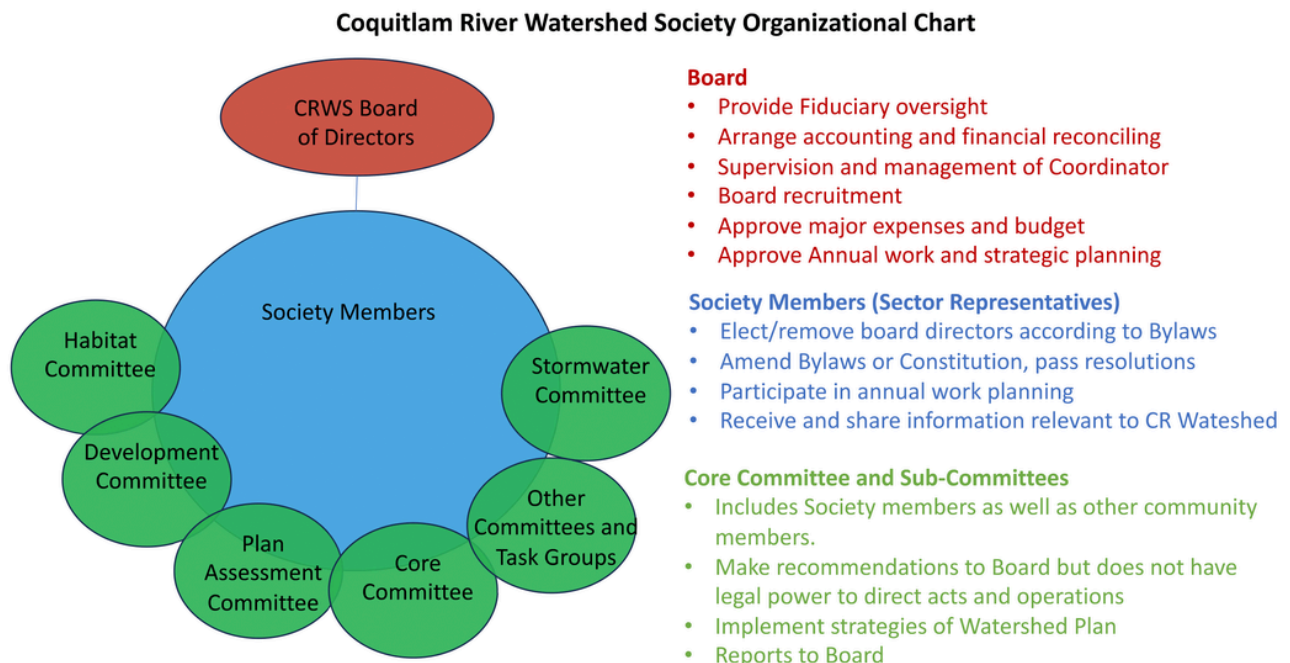 Coquitlam River Watershed Society Organizational Chart
CRWS Board
of Directors
Society Members
Habitat
Committee
Development
Committee
Plan
Assessment
Committee
Core
Committee
Other
Committees and
Task Groups
Stormwater
Committee
Board
• Provide Fiduciary oversight
• Arrange accounting and financial reconciling
• Supervision and management of Coordinator
• Board recruitment
• Approve major expenses and budget
• Approve Annual work and strategic planning
Society Members (Sector Representatives)
• Elect/remove board directors according to Bylaws
• Amend Bylaws or Constitution, pass resolutions
• Participate in annual work planning
• Receive and share information relevant to CR Wateshed
Core Committee and Sub-Committees
• Includes Society members as well as other community
members.
• Make recommendations to Board but does not have
legal power to direct acts and operations
• Implement strategies of Watershed Plan
• Reports to Board